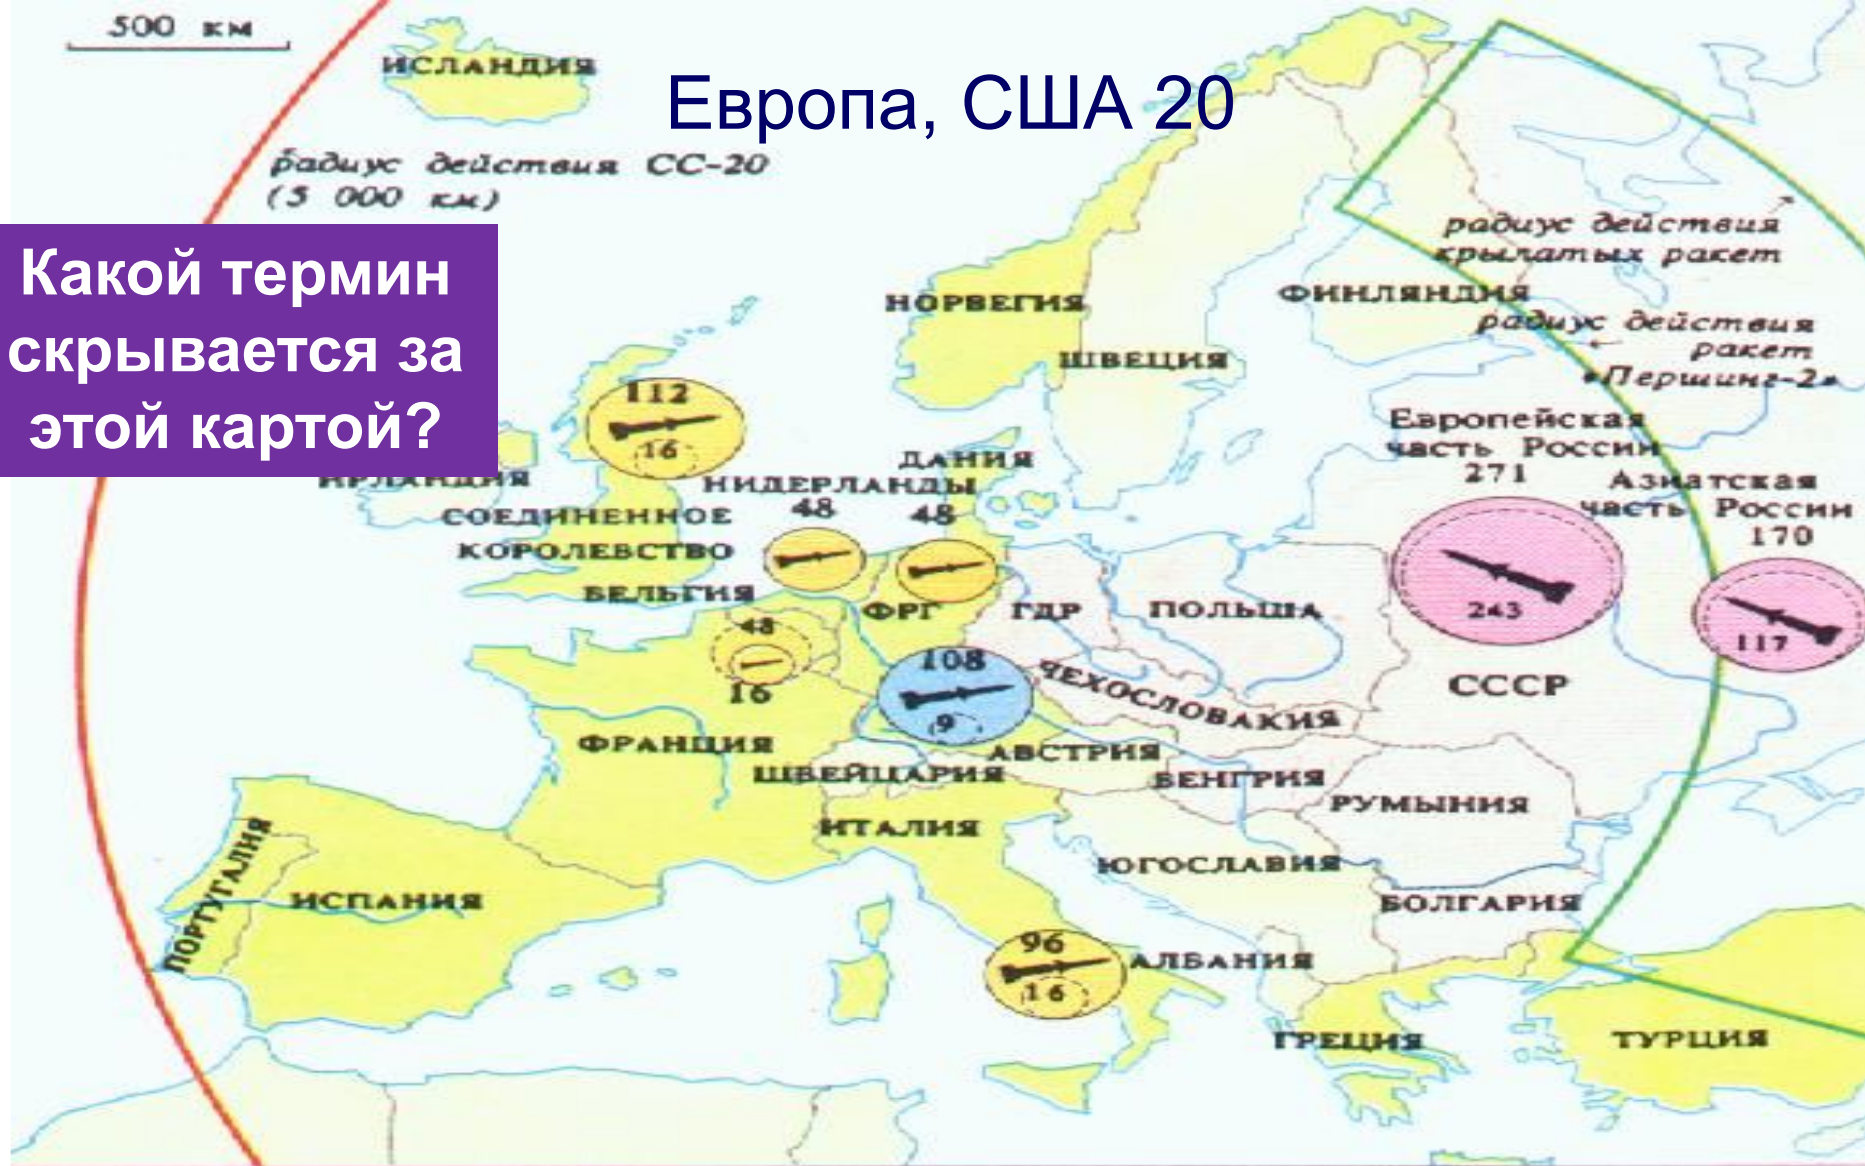 500 км
ИСЛАНДИЯ
Европа, США 20
радиус действия СС-20
(5 000 км)
Какой термин
скрывается за
этой картой?
радиус действия
крылатых ракет
НОРВЕГИЯ
ФИНЛЯНДИЯ
радиус действия
ракет
«Першинг-2»
ШВЕЦИЯ
112
16
Европейская
часть России
271
Азиатская
часть России
170
ДАНИЯ
ИРЛАНДИЯ
НИДЕРЛАНДЫ
48
48
СОЕДИНЕННОЕ
КОРОЛЕВСТВО
БЕЛЬГИЯ
ФРГ
ГДР
ПОЛЬША
243
117
48
16
108
9
ЧЕХОСЛОВАКИЯ
СССР
ФРАНЦИЯ
АВСТРИЯ
ШВЕЙЦАРИЯ
ВЕНГРИЯ
РУМЫНИЯ
ИТАЛИЯ
ЮГОСЛАВИЯ
ПОРТУГАЛИЯ
ИСПАНИЯ
БОЛГАРИЯ
96
16
АЛБАНИЯ
ГРЕЦИЯ
ТУРЦИЯ